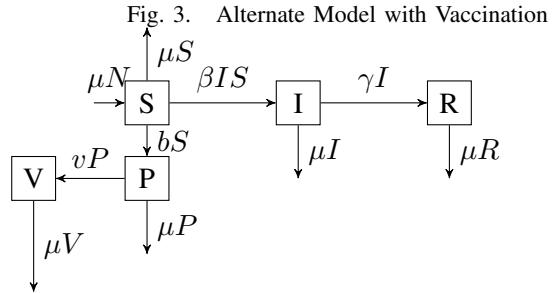 Fig. 3. Alternate Model with Vaccination
μS
μN
S
βIS
I
γI
R
bS
μI
μR
V
vP
P
μP
μV